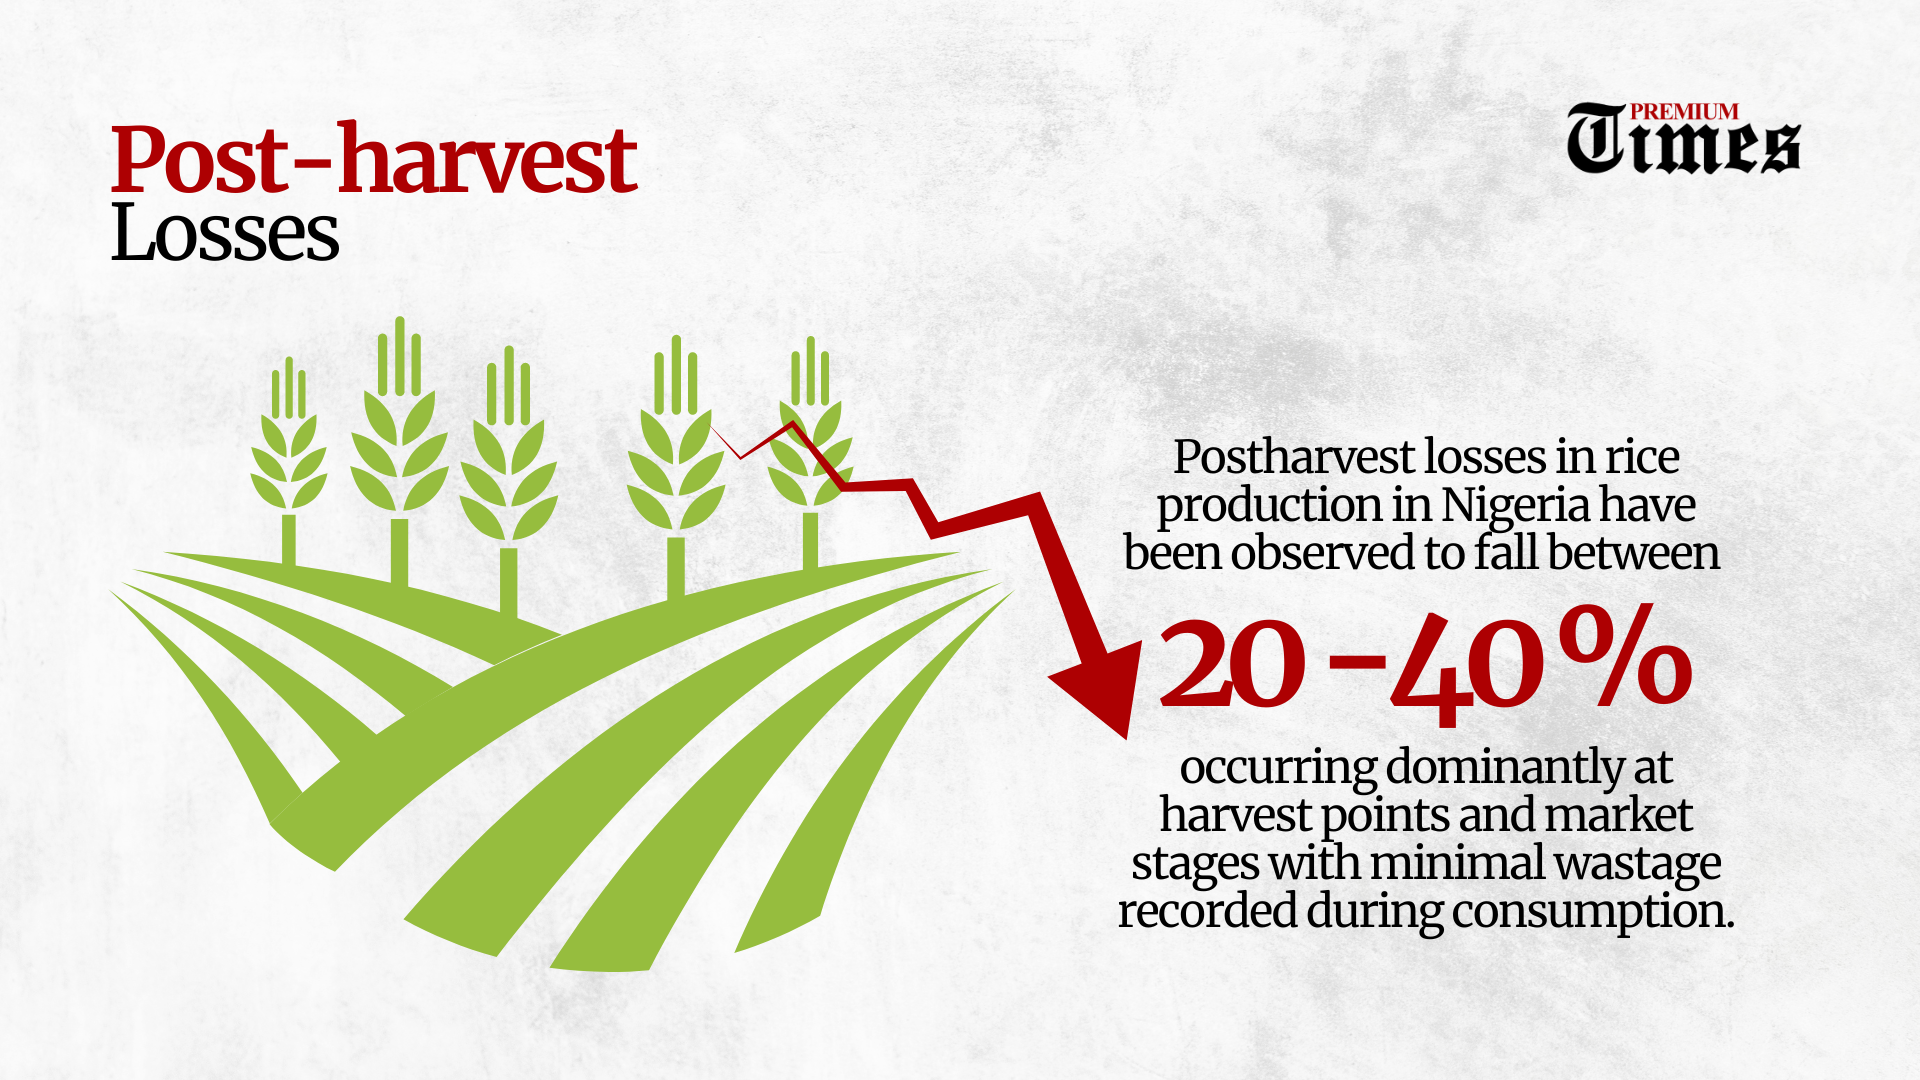 Post-harvest
Losses
PREMIUM
Times
Postharvest losses in rice
production in Nigeria have
been observed to fall between
20 -40%
occurring dominantly at
harvest points and market
stages with minimal wastage
recorded during consumption.